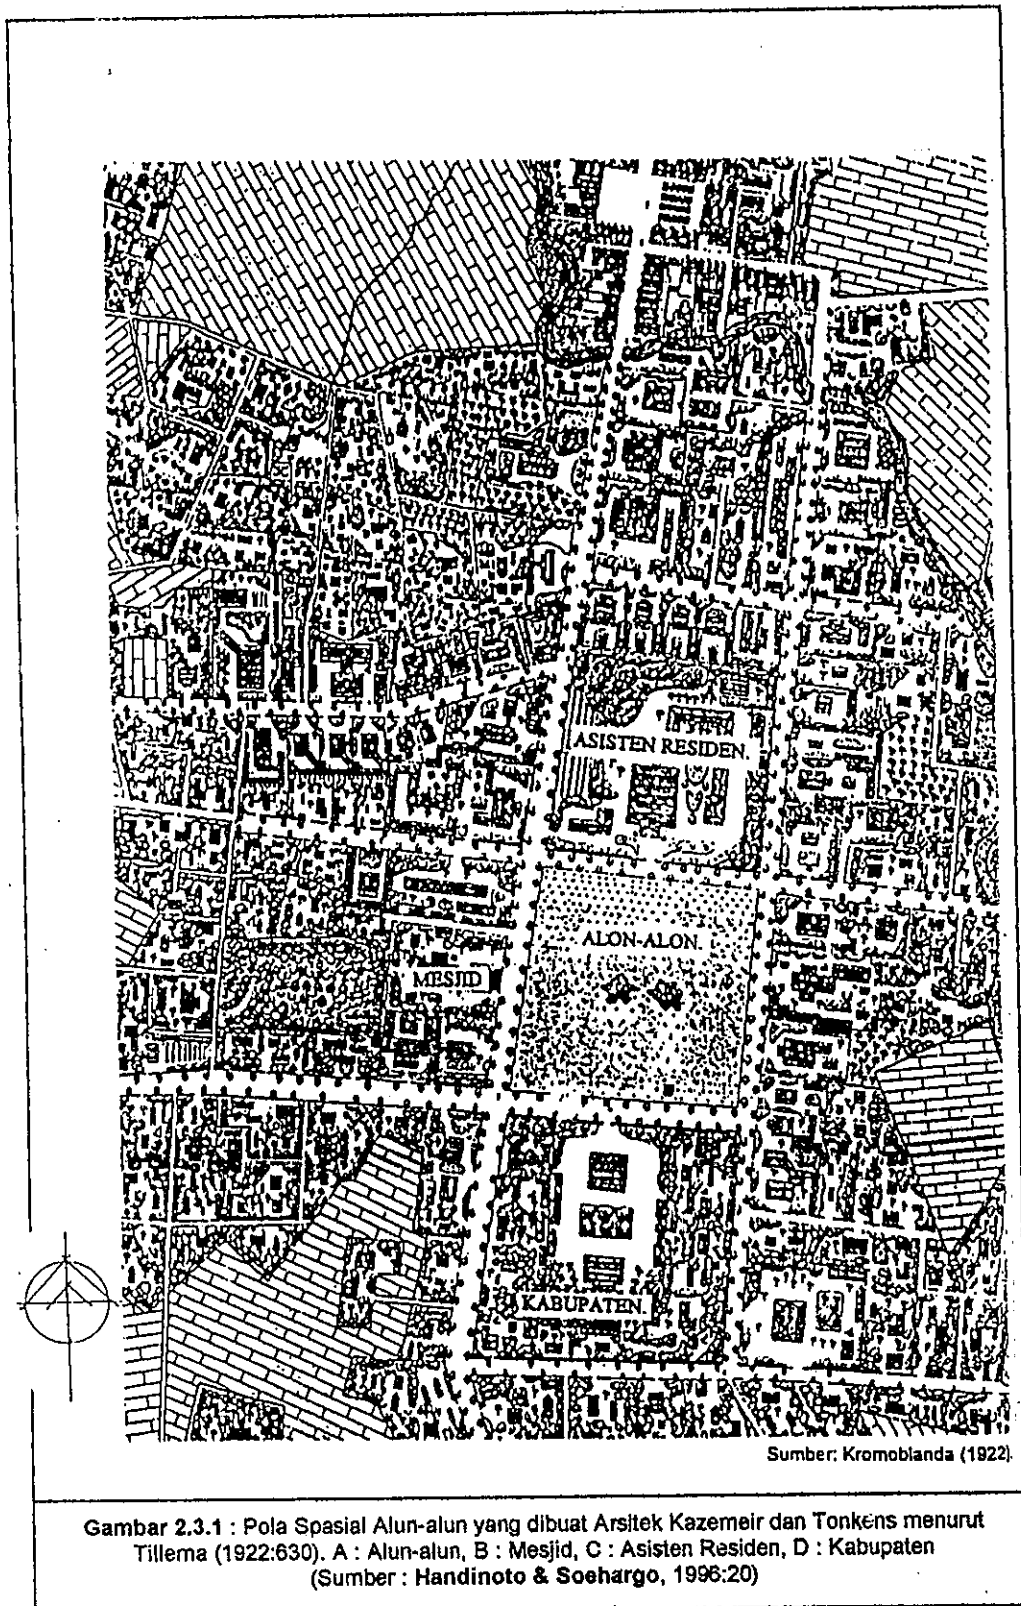 ASISTEN RESIDEN.
ALON-ALON.
MESJID
KABUPATEN.
Sumber: Kromoblanda (1922).
Gambar 2.3.1 : Pola Spasial Alun-alun yang dibuat Arsitek Kazemeir dan Tonkens menurut
Tillema (1922:630). A : Alun-alun, B : Mesjid, C : Asisten Residen, D : Kabupaten
(Sumber : Handinoto & Soehargo, 1996:20)